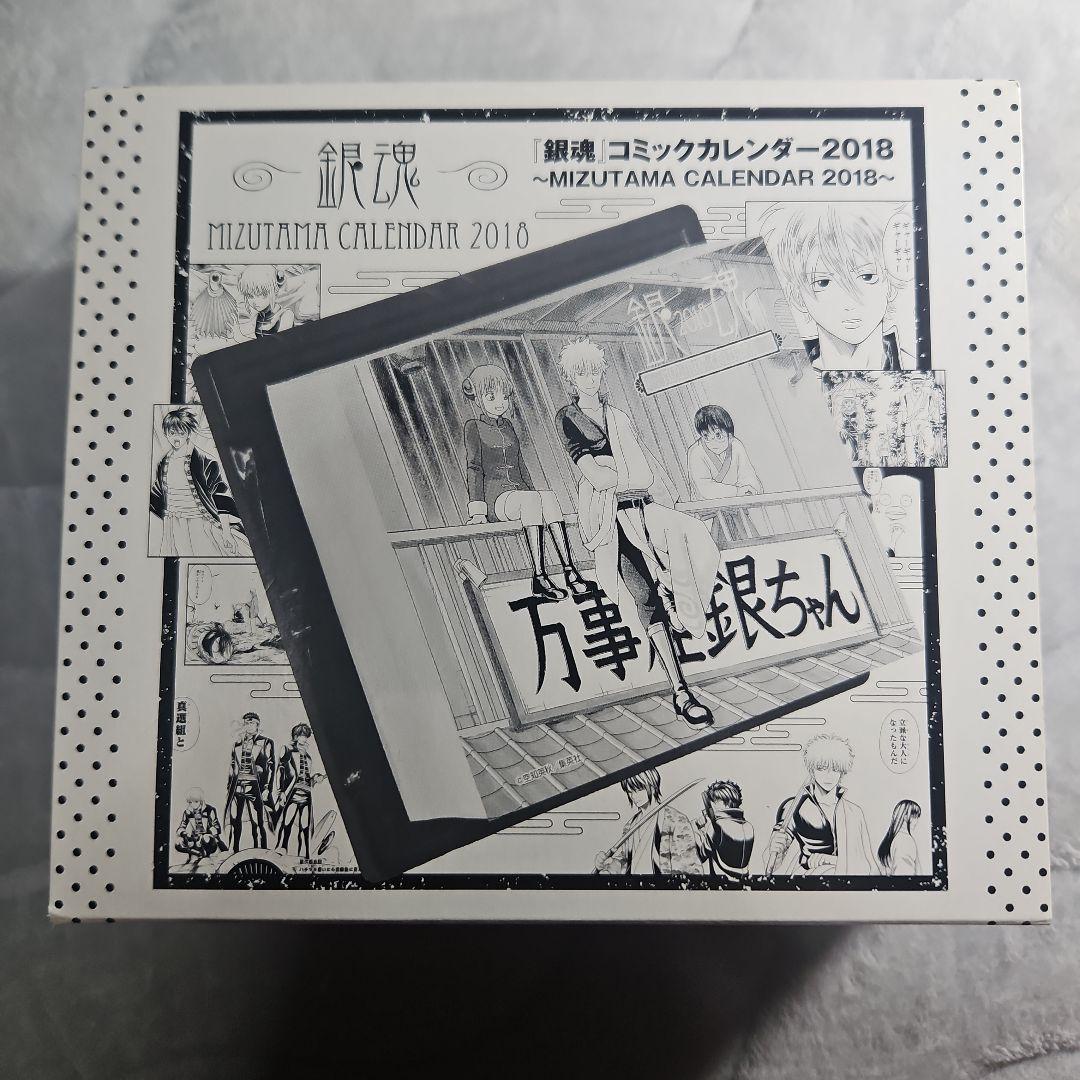 銀魂
MIZUTAMA CALENDAR 2018
『銀魂』コミックカレンダー2018
~MIZUTAMA CALENDAR 2018~
銀
万事屋銀ちゃん
©空知英秋/集英社
真選組と
立派な大人に
なったもんだ